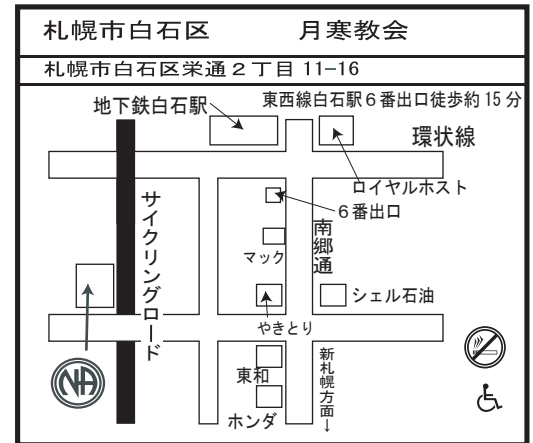 札幌市白石区 月寒教会
札幌市白石区栄通２丁目 11-16
地下鉄白石駅
東西線白石駅６番出口徒歩約 15 分
環状線
ロイヤルホスト
６番出口
サイクリングロード
南郷通
マック
シェル石油
やきとり
東和
新札幌方面→
ホンダ
NA